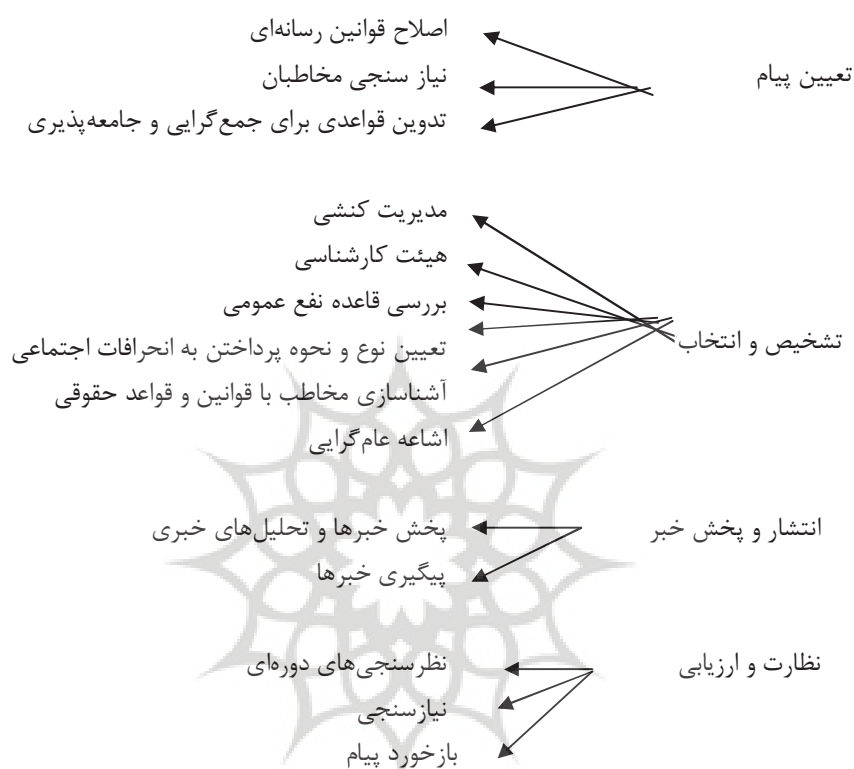 اصلاح قوانین رسانه‌ای
تعیین پیام
نیاز سنجی مخاطبان
تدوین قواعدی برای جمع‌گرایی و جامعه‌پذیری
مدیریت کنشی
هیئت کارشناسی
بررسی قاعده نفع عمومی
تشخیص و انتخاب
تعیین نوع و نحوه پرداختن به انحرافات اجتماعی
آشناسازی مخاطب با قوانین و قواعد حقوقی
اشاعه عام‌گرایی
انتشار و پخش خبر
پخش خبرها و تحلیل‌های خبری
پیگیری خبرها
نظارت و ارزیابی
نظرسنجی‌های دوره‌ای
نیازسنجی
بازخورد پیام